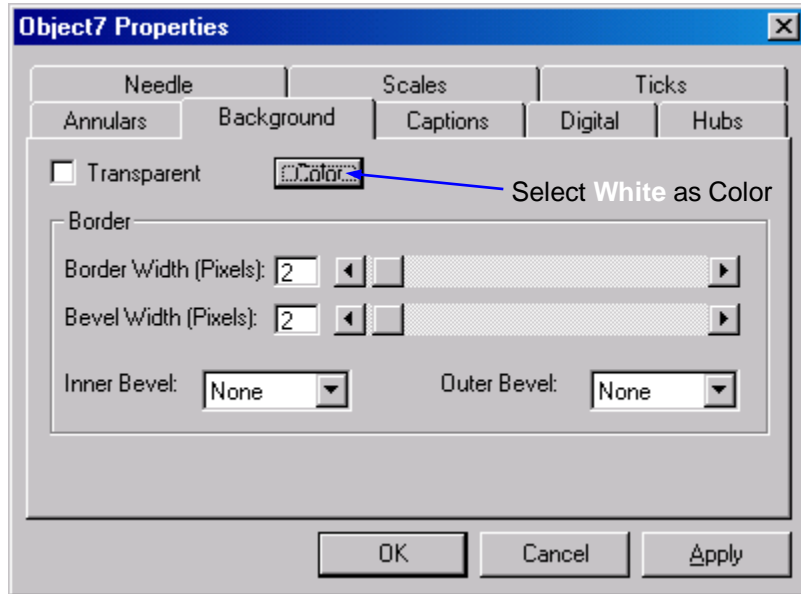 Object7 Properties
Needle Scales Ticks
Annulars Background Captions Digital Hubs
Transparent Color...
Select White as Color
Border
Border Width (Pixels): 2
Bevel Width (Pixels): 2
Inner Bevel: None Outer Bevel: None
OK Cancel Apply